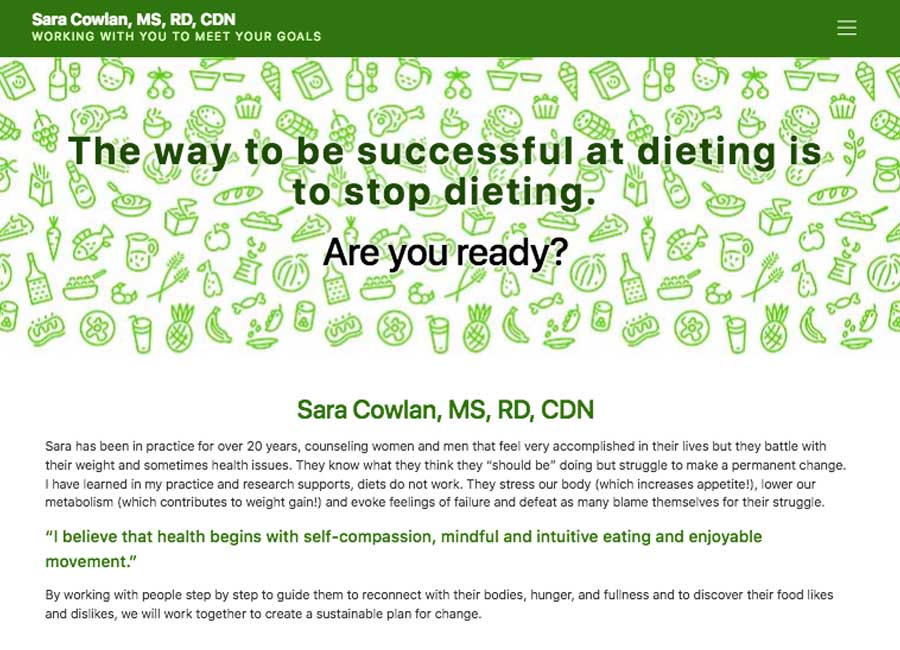 Sara Cowlan, MS, RD, CDN
WORKING WITH YOU TO MEET YOUR GOALS
The way to be successful at dieting is
to stop dieting.
Are you ready?
Sara Cowlan, MS, RD, CDN
Sara has been in practice for over 20 years, counseling women and men that feel very accomplished in their lives but they battle with
their weight and sometimes health issues. They know what they think they “should be” doing but struggle to make a permanent change.
I have learned in my practice and research supports, diets do not work. They stress our body (which increases appetite!), lower our
metabolism (which contributes to weight gain!) and evoke feelings of failure and defeat as many blame themselves for their struggle.
“I believe that health begins with self-compassion, mindful and intuitive eating and enjoyable
movement.”
By working with people step by step to guide them to reconnect with their bodies, hunger, and fullness and to discover their food likes
and dislikes, we will work together to create a sustainable plan for change.